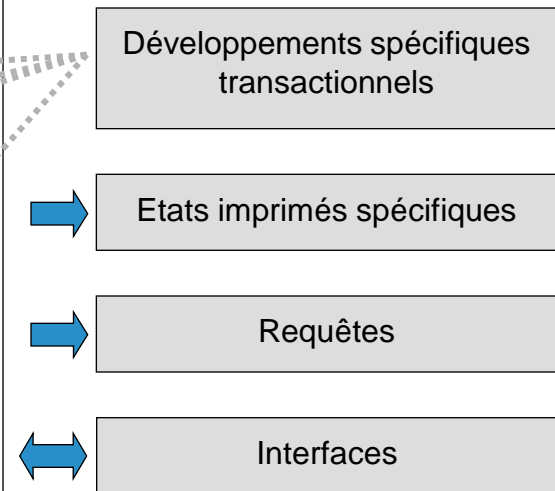 Développements spécifiques
transactionnels
Etats imprimés spécifiques
Requêtes
Interfaces